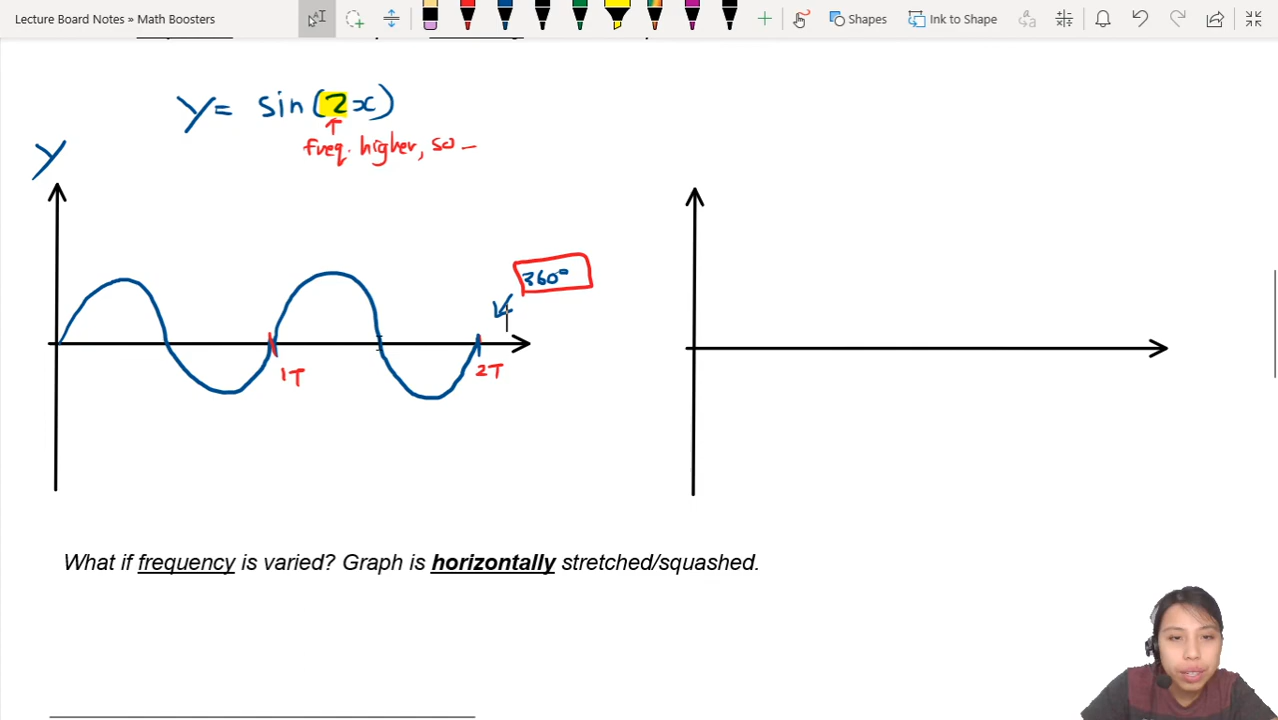 Lecture Board Notes » Math Boosters
Shapes
Ink to Shape
y = sin(2x)
freq. higher, so –
y
360°
1T
2T
What if frequency is varied? Graph is horizontally stretched/squashed.